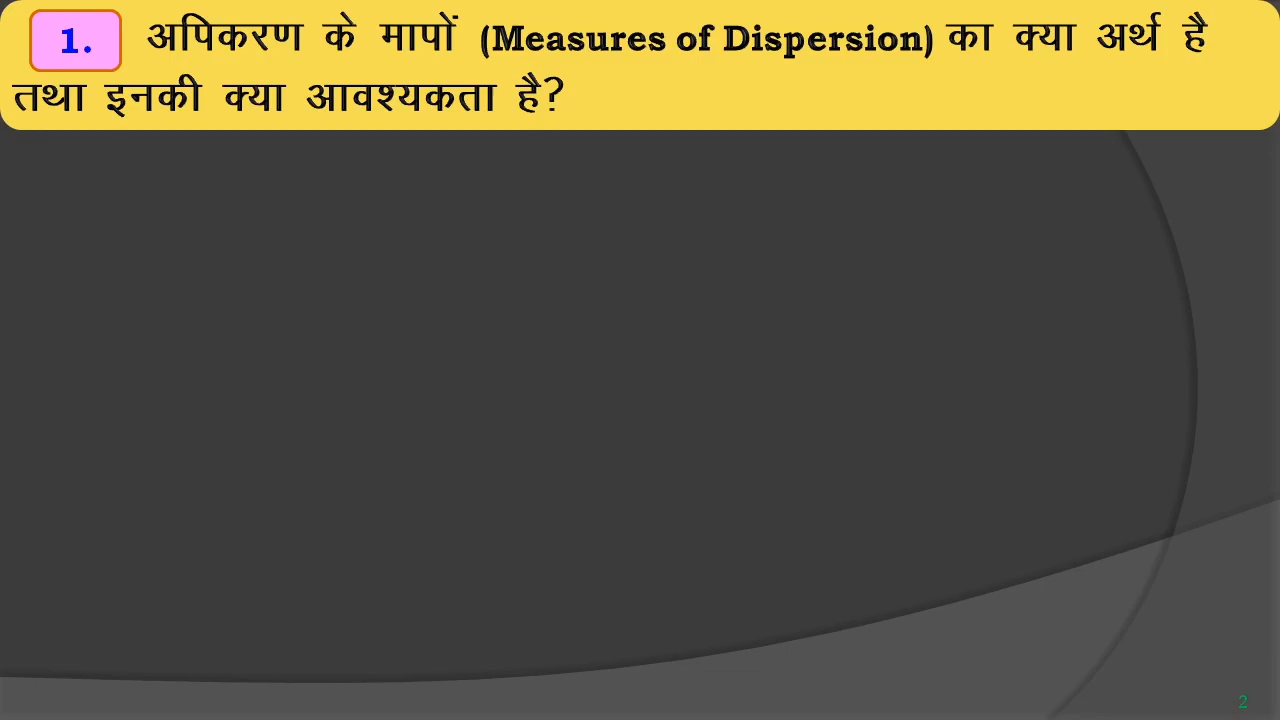 1. अपिकरण के मापों (Measures of Dispersion) का क्या अर्थ है
तथा इनकी क्या आवश्यकता है?
2